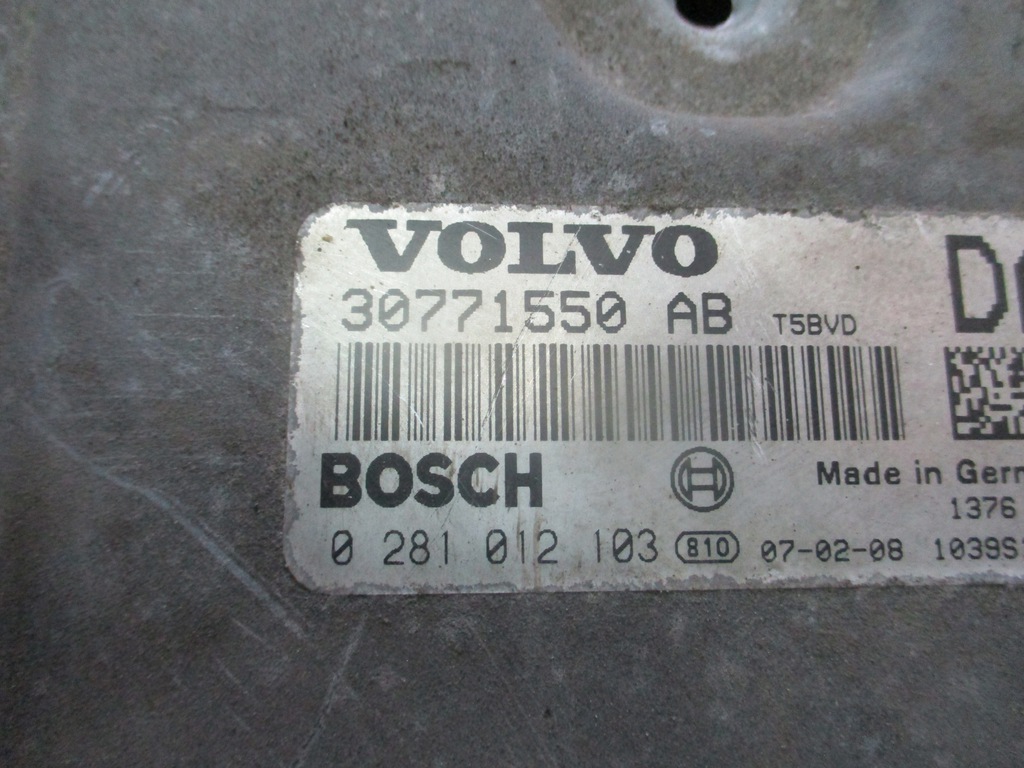 VOLVO
30771550 AB T5BVD
BOSCH
Made in
1376
0 281 012 103 810 07-02-08